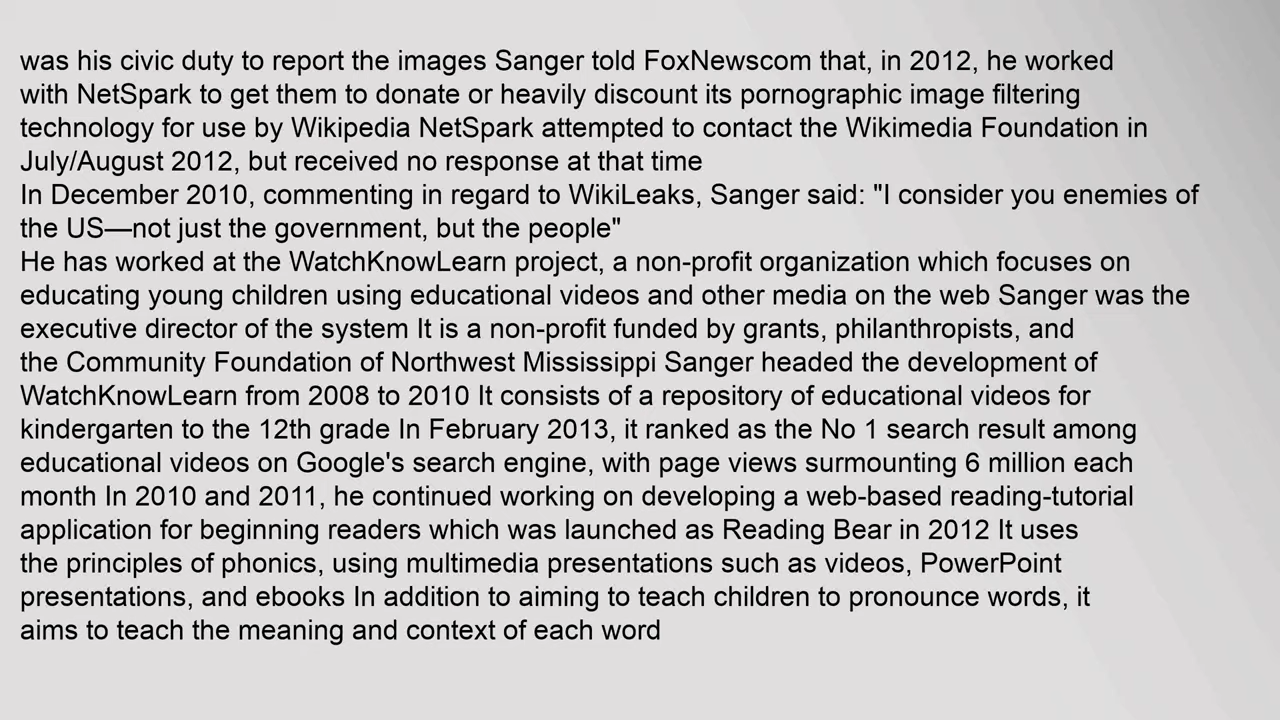 was his civic duty to report the images Sanger told FoxNewscom that, in 2012, he worked
with NetSpark to get them to donate or heavily discount its pornographic image filtering
technology for use by Wikipedia NetSpark attempted to contact the Wikimedia Foundation in
July/August 2012, but received no response at that time
In December 2010, commenting in regard to WikiLeaks, Sanger said: "I consider you enemies of
the US—not just the government, but the people"
He has worked at the WatchKnowLearn project, a non-profit organization which focuses on
educating young children using educational videos and other media on the web Sanger was the
executive director of the system It is a non-profit funded by grants, philanthropists, and
the Community Foundation of Northwest Mississippi Sanger headed the development of
WatchKnowLearn from 2008 to 2010 It consists of a repository of educational videos for
kindergarten to the 12th grade In February 2013, it ranked as the No 1 search result among
educational videos on Google's search engine, with page views surmounting 6 million each
month In 2010 and 2011, he continued working on developing a web-based reading-tutorial
application for beginning readers which was launched as Reading Bear in 2012 It uses
the principles of phonics, using multimedia presentations such as videos, PowerPoint
presentations, and ebooks In addition to aiming to teach children to pronounce words, it
aims to teach the meaning and context of each word